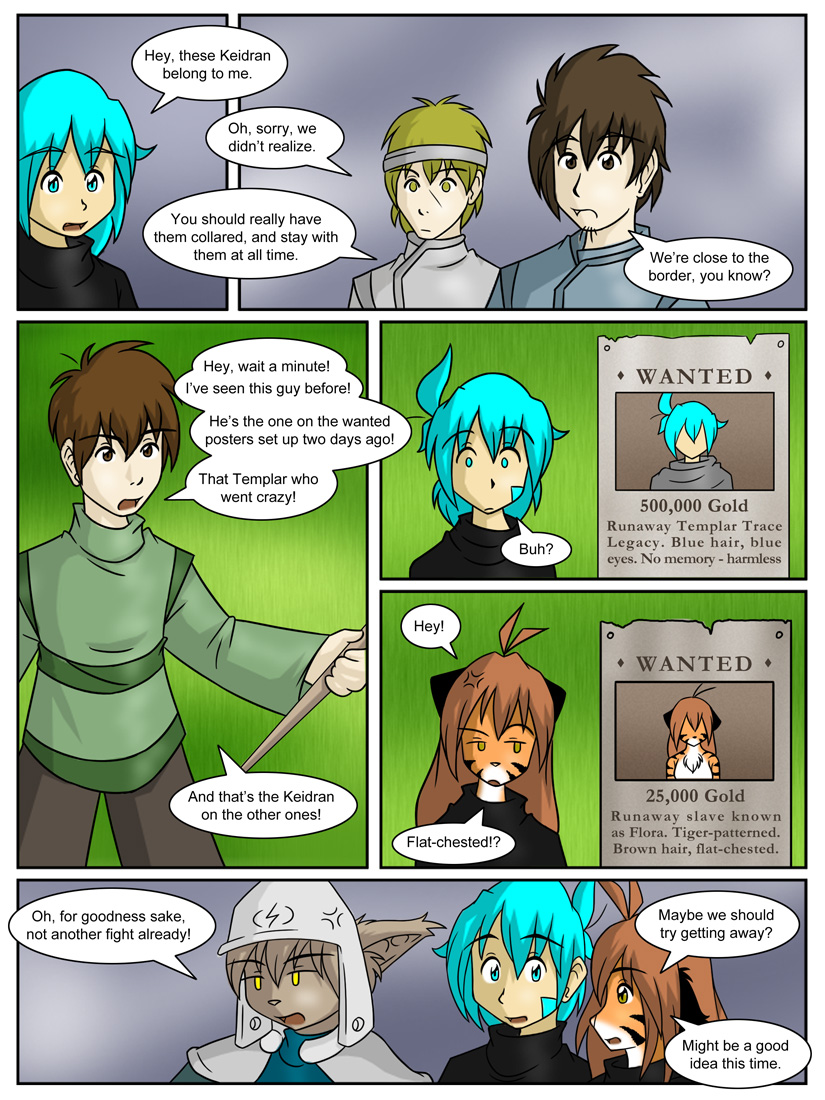 Hey, these Keidran
belong to me.
Oh, sorry, we
didn't realize.
You should really have
them collared, and stay with
them at all time.
We're close to the
border, you know?
Hey, wait a minute!
I've seen this guy before!
He's the one on the wanted
posters set up two days ago!
That Templar who
went crazy!
And that's the Keidran
on the other ones!
WANTED
500,000 Gold
Runaway Templar Trace
Legacy. Blue hair, blue
eyes. No memory - harmless
Buh?
Hey!
Flat-chested!?
WANTED
25,000 Gold
Runaway slave known
as Flora. Tiger-patterned.
Brown hair, flat-chested.
Oh, for goodness sake,
not another fight already!
Maybe we should
try getting away?
Might be a good
idea this time.